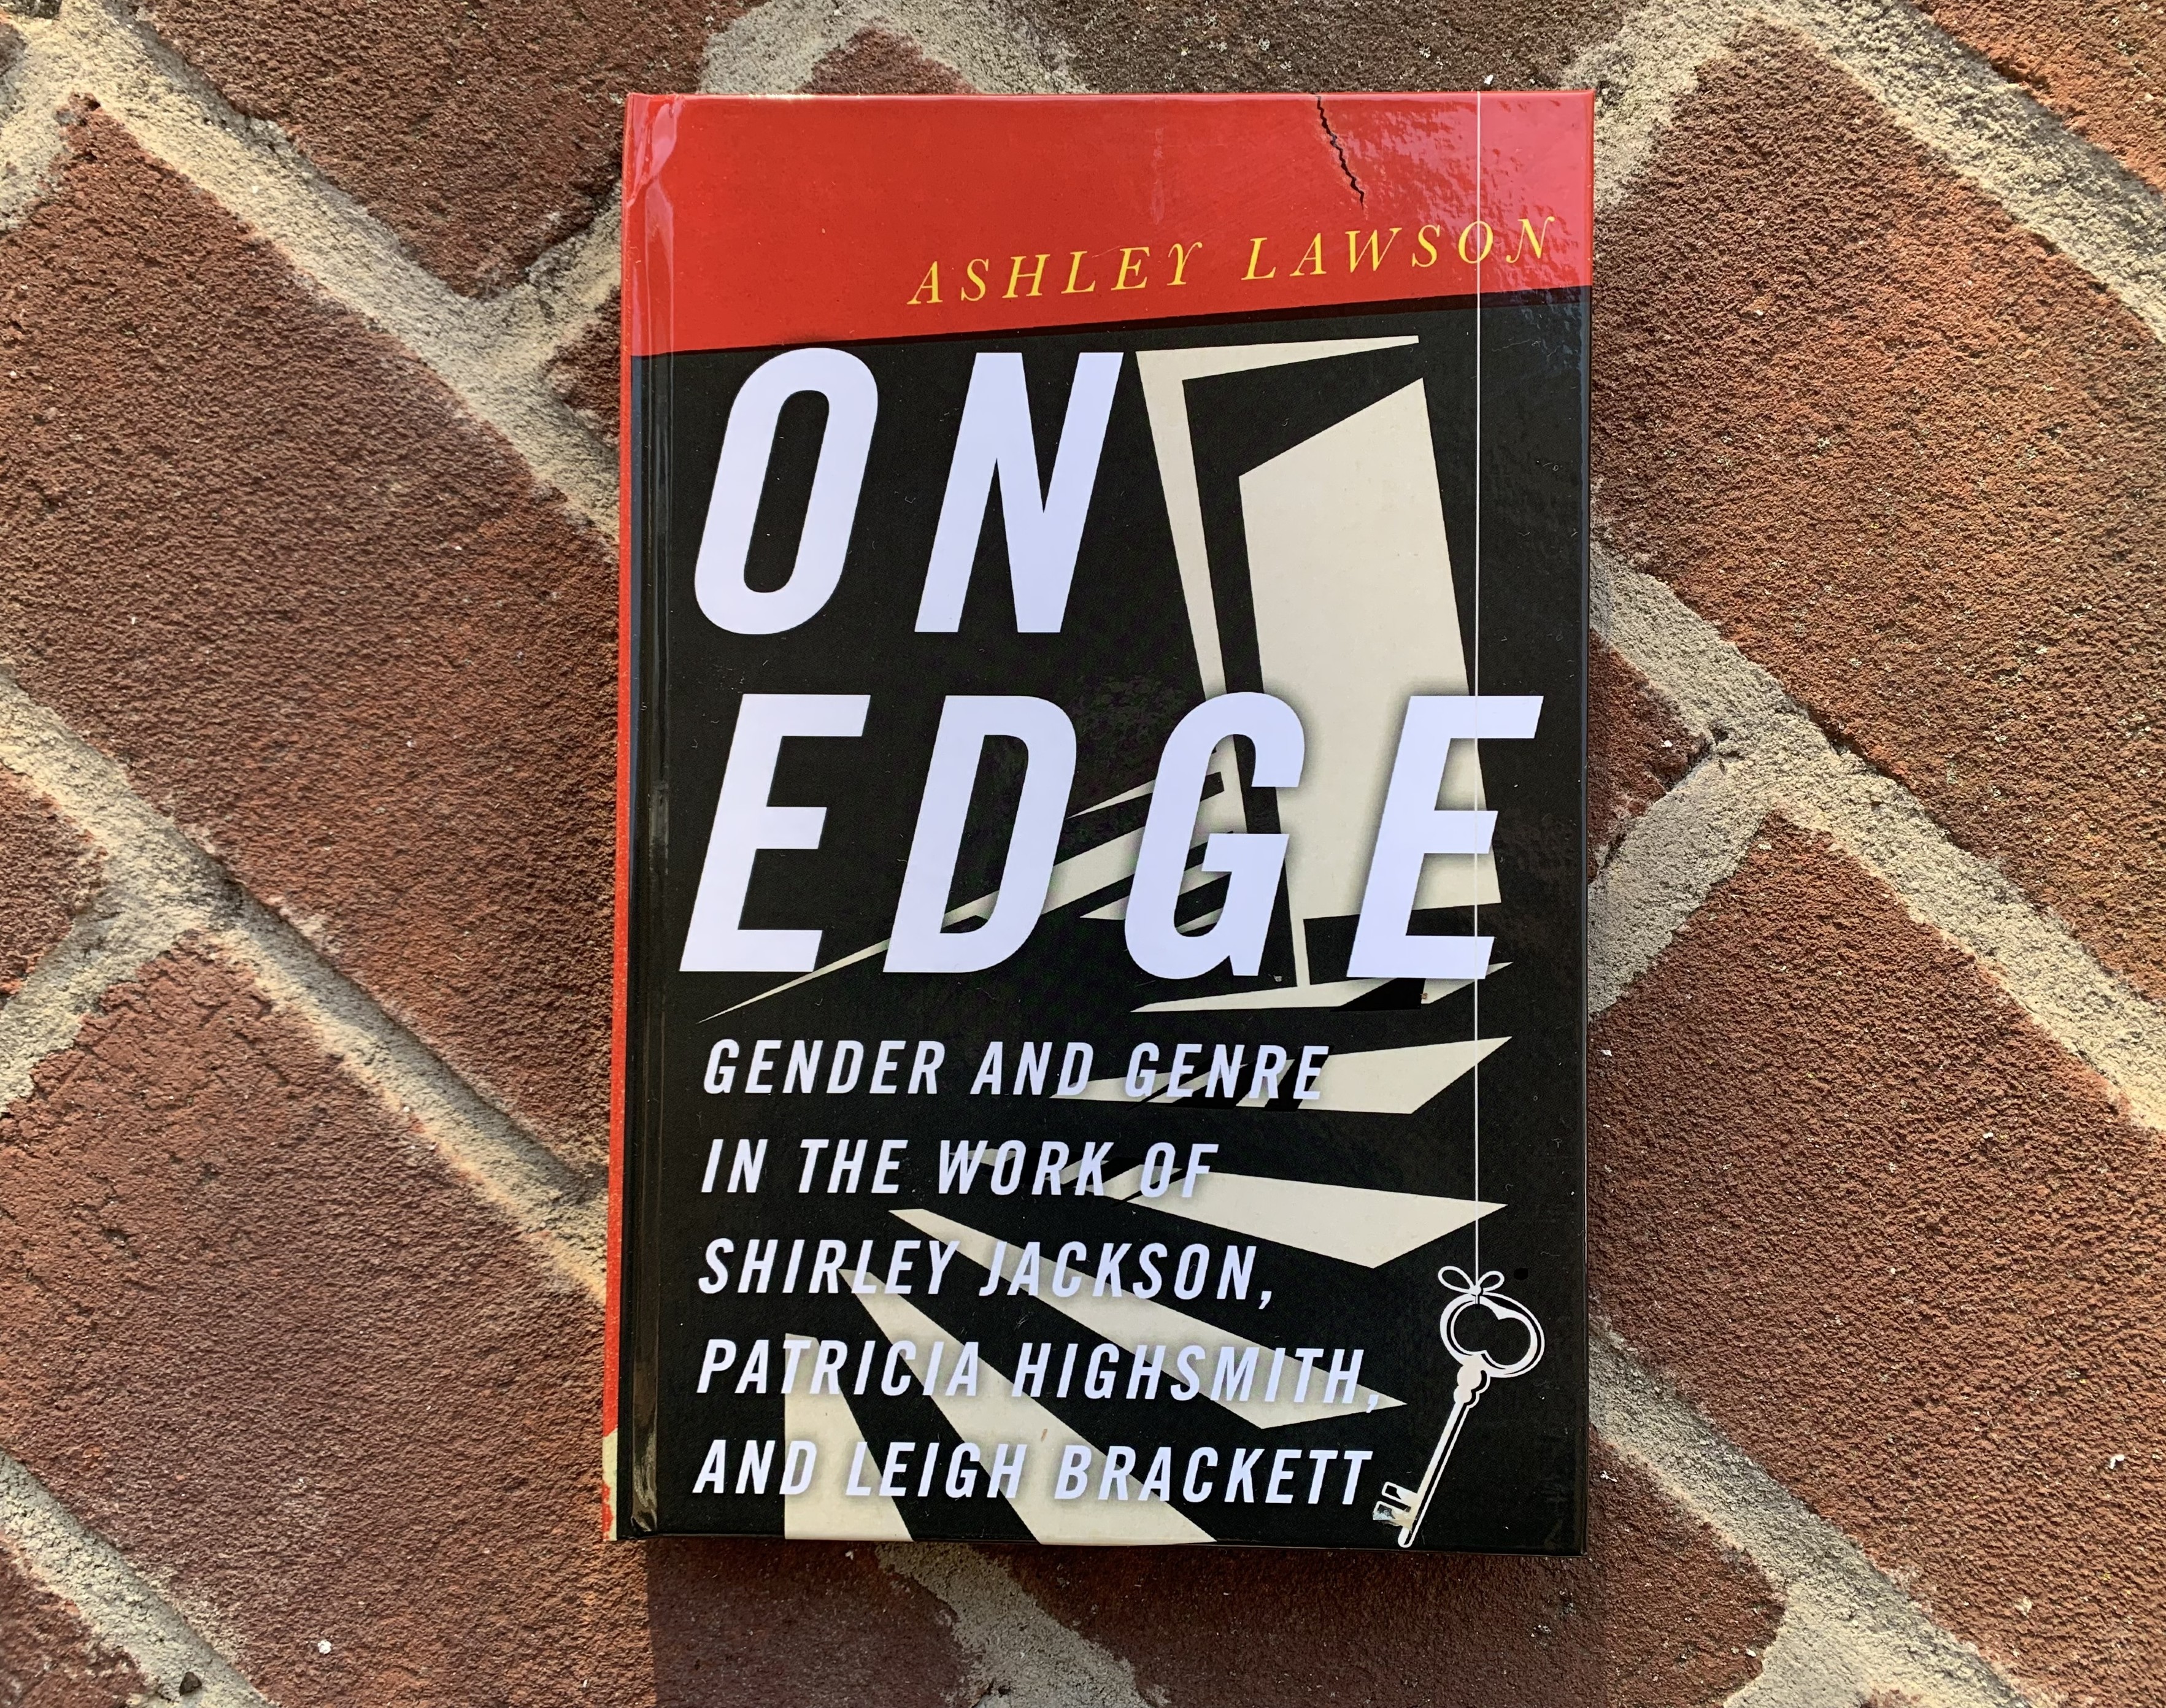 ASHLEY LAWSON
ON
EDGE
GENDER AND GENRE
IN THE WORK OF
SHIRLEY JACKSON,
PATRICIA HIGHSMITH,
AND LEIGH BRACKETT